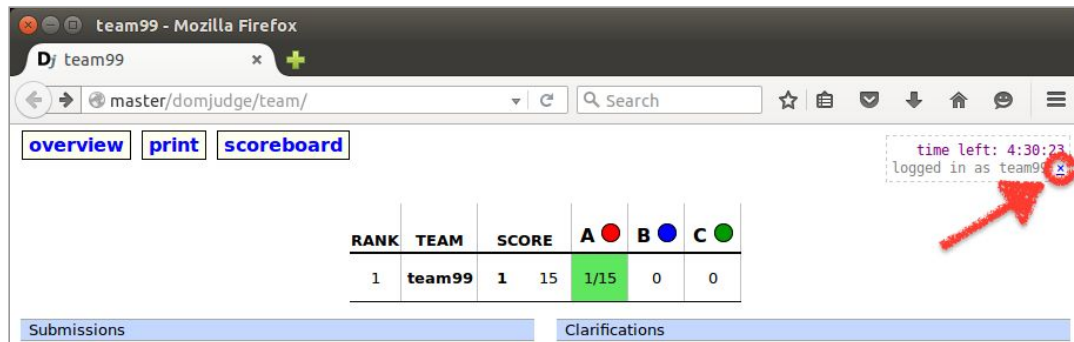 team99 - Mozilla Firefox
Dj team99 ×
master/domjudge/team/ Search
overview print scoreboard
time left: 4:30:23
logged in as team99 x
RANK TEAM SCORE A B C
1 team99 1 15 1/15 0 0
Submissions Clarifications